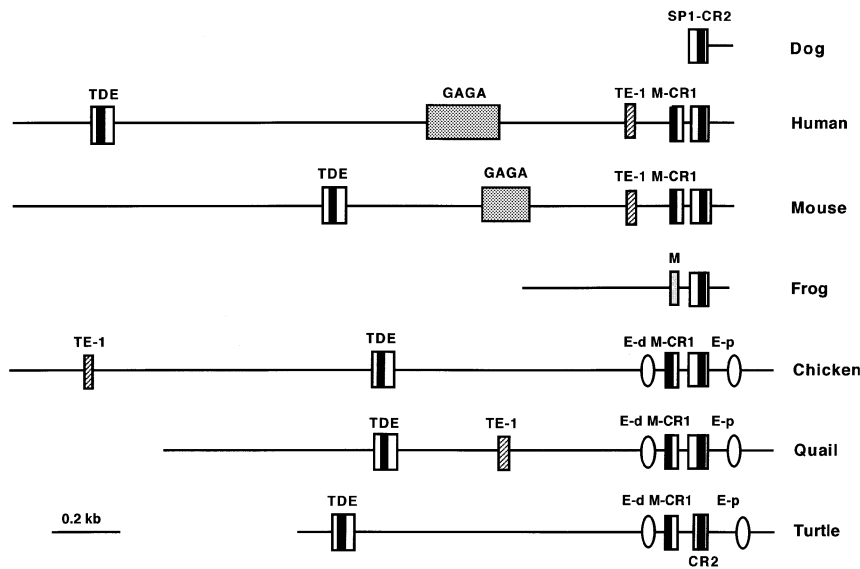 SP1-CR2
Dog
TDE GAGA TE-1 M-CR1
Human
TDE GAGA TE-1 M-CR1
Mouse
M
Frog
TE-1 TDE E-d M-CR1 E-p
Chicken
TDE TE-1 E-d M-CR1 E-p
Quail
0.2 kb TDE E-d M-CR1 E-p
Turtle
CR2